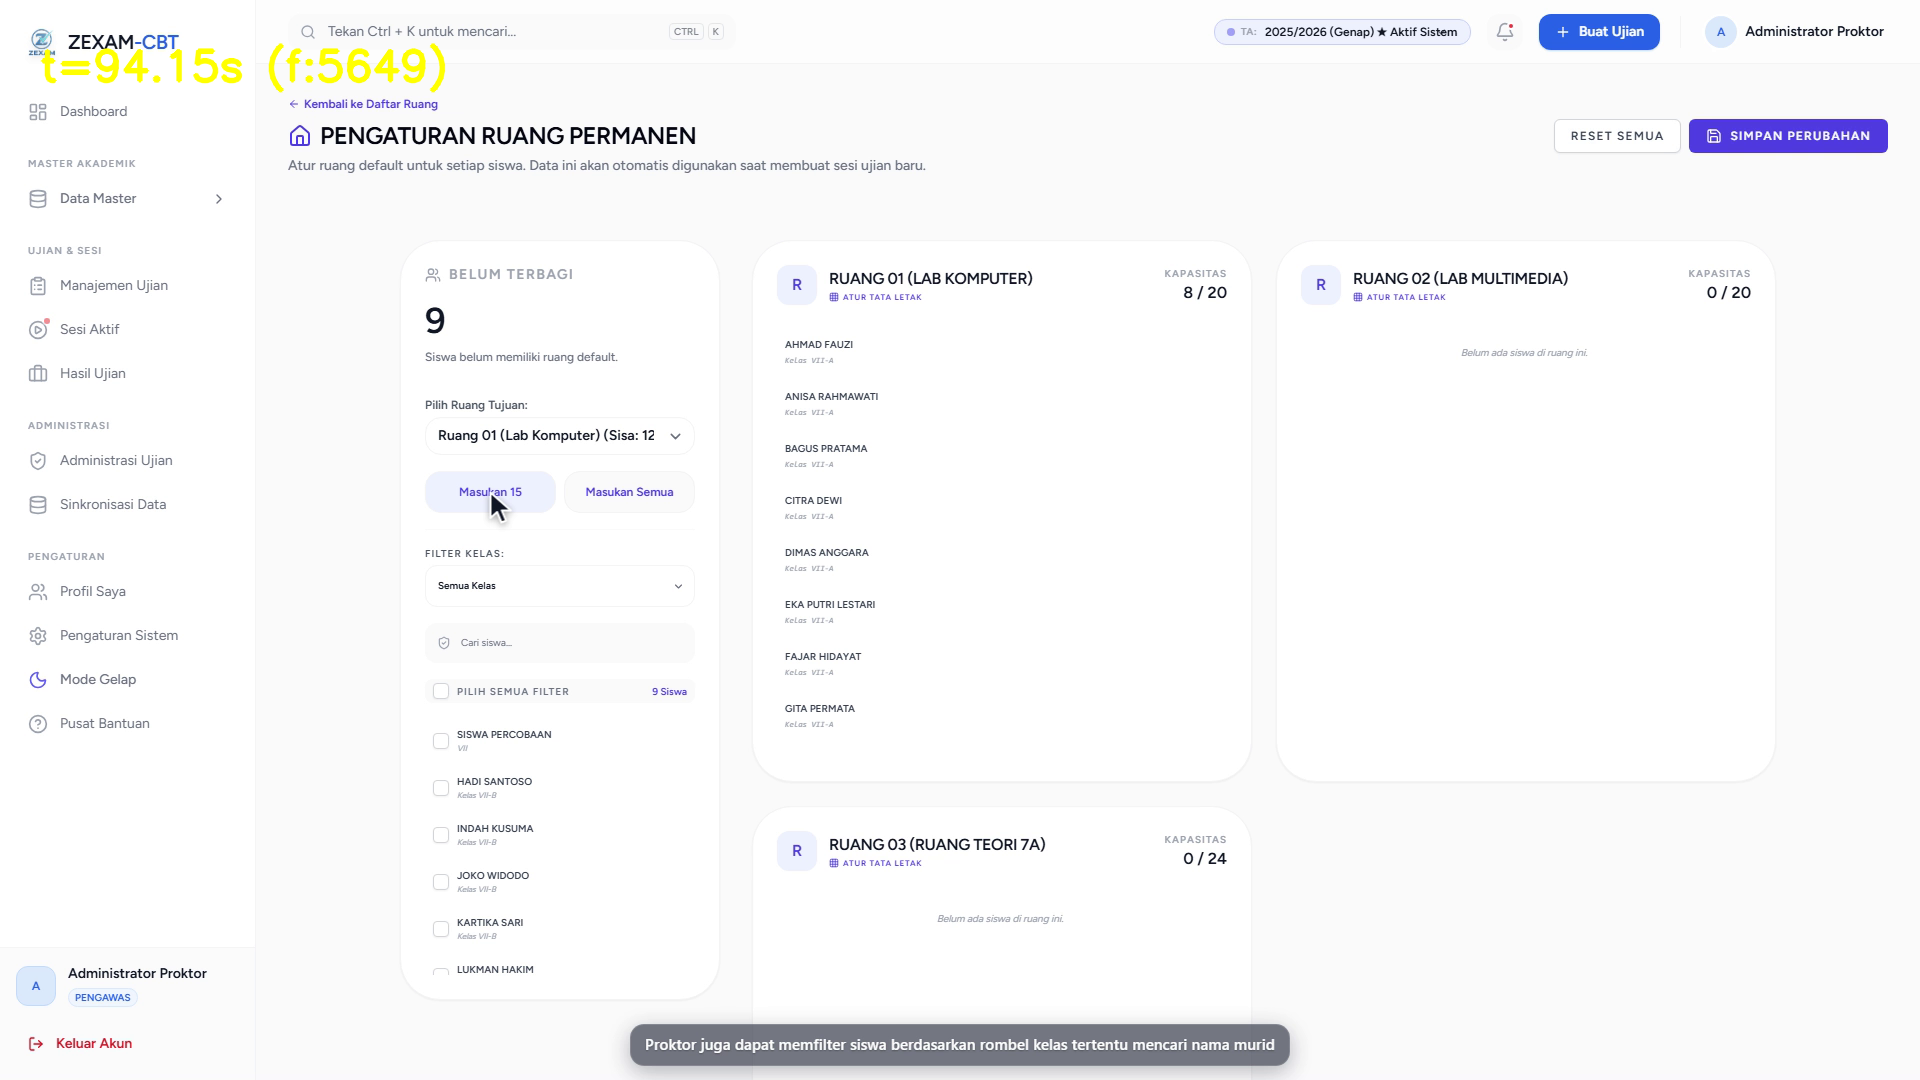 ZEXAM-CBT
ZEXAM
t=94.15s (f:5649)
Dashboard
MASTER AKADEMIK
Data Master
UJIAN & SESI
Manajemen Ujian
Sesi Aktif
Hasil Ujian
ADMINISTRASI
Administrasi Ujian
Sinkronisasi Data
PENGATURAN
Profil Saya
Pengaturan Sistem
Mode Gelap
Pusat Bantuan
A
Administrator Proktor
PENGAWAS
Keluar Akun
Tekan Ctrl + K untuk mencari...
CTRL K
TA: 2025/2026 (Genap) ★ Aktif Sistem
+ Buat Ujian
A Administrator Proktor
← Kembali ke Daftar Ruang
PENGATURAN RUANG PERMANEN
Atur ruang default untuk setiap siswa. Data ini akan otomatis digunakan saat membuat sesi ujian baru.
RESET SEMUA
SIMPAN PERUBAHAN
BELUM TERBAGI
9
Siswa belum memiliki ruang default.
Pilih Ruang Tujuan:
Ruang 01 (Lab Komputer) (Sisa: 12
Masukan 15
Masukan Semua
FILTER KELAS:
Semua Kelas
Cari siswa...
PILIH SEMUA FILTER 9 Siswa
SISWA PERCOBAAN
VII
HADI SANTOSO
Kelas VII-B
INDAH KUSUMA
Kelas VII-B
JOKO WIDODO
Kelas VII-B
KARTIKA SARI
Kelas VII-B
LUKMAN HAKIM
R
RUANG 01 (LAB KOMPUTER)
ATUR TATA LETAK
KAPASITAS
8 / 20
AHMAD FAUZI
Kelas VII-A
ANISA RAHMAWATI
Kelas VII-A
BAGUS PRATAMA
Kelas VII-A
CITRA DEWI
Kelas VII-A
DIMAS ANGGARA
Kelas VII-A
EKA PUTRI LESTARI
Kelas VII-A
FAJAR HIDAYAT
Kelas VII-A
GITA PERMATA
Kelas VII-A
R
RUANG 02 (LAB MULTIMEDIA)
ATUR TATA LETAK
KAPASITAS
0 / 20
Belum ada siswa di ruang ini.
R
RUANG 03 (RUANG TEORI 7A)
ATUR TATA LETAK
KAPASITAS
0 / 24
Belum ada siswa di ruang ini.
Proktor juga dapat memfilter siswa berdasarkan rombel kelas tertentu mencari nama murid